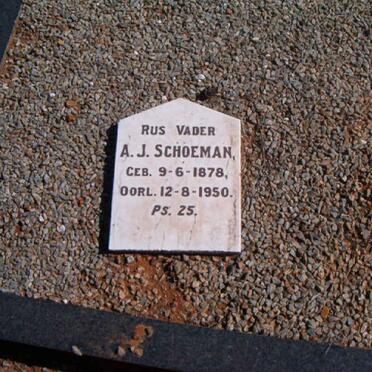 RUS VADER
A. J. SCHOEMAN,
GEB. 9-6-1878,
OORL. 12-8-1950.
PS. 25.